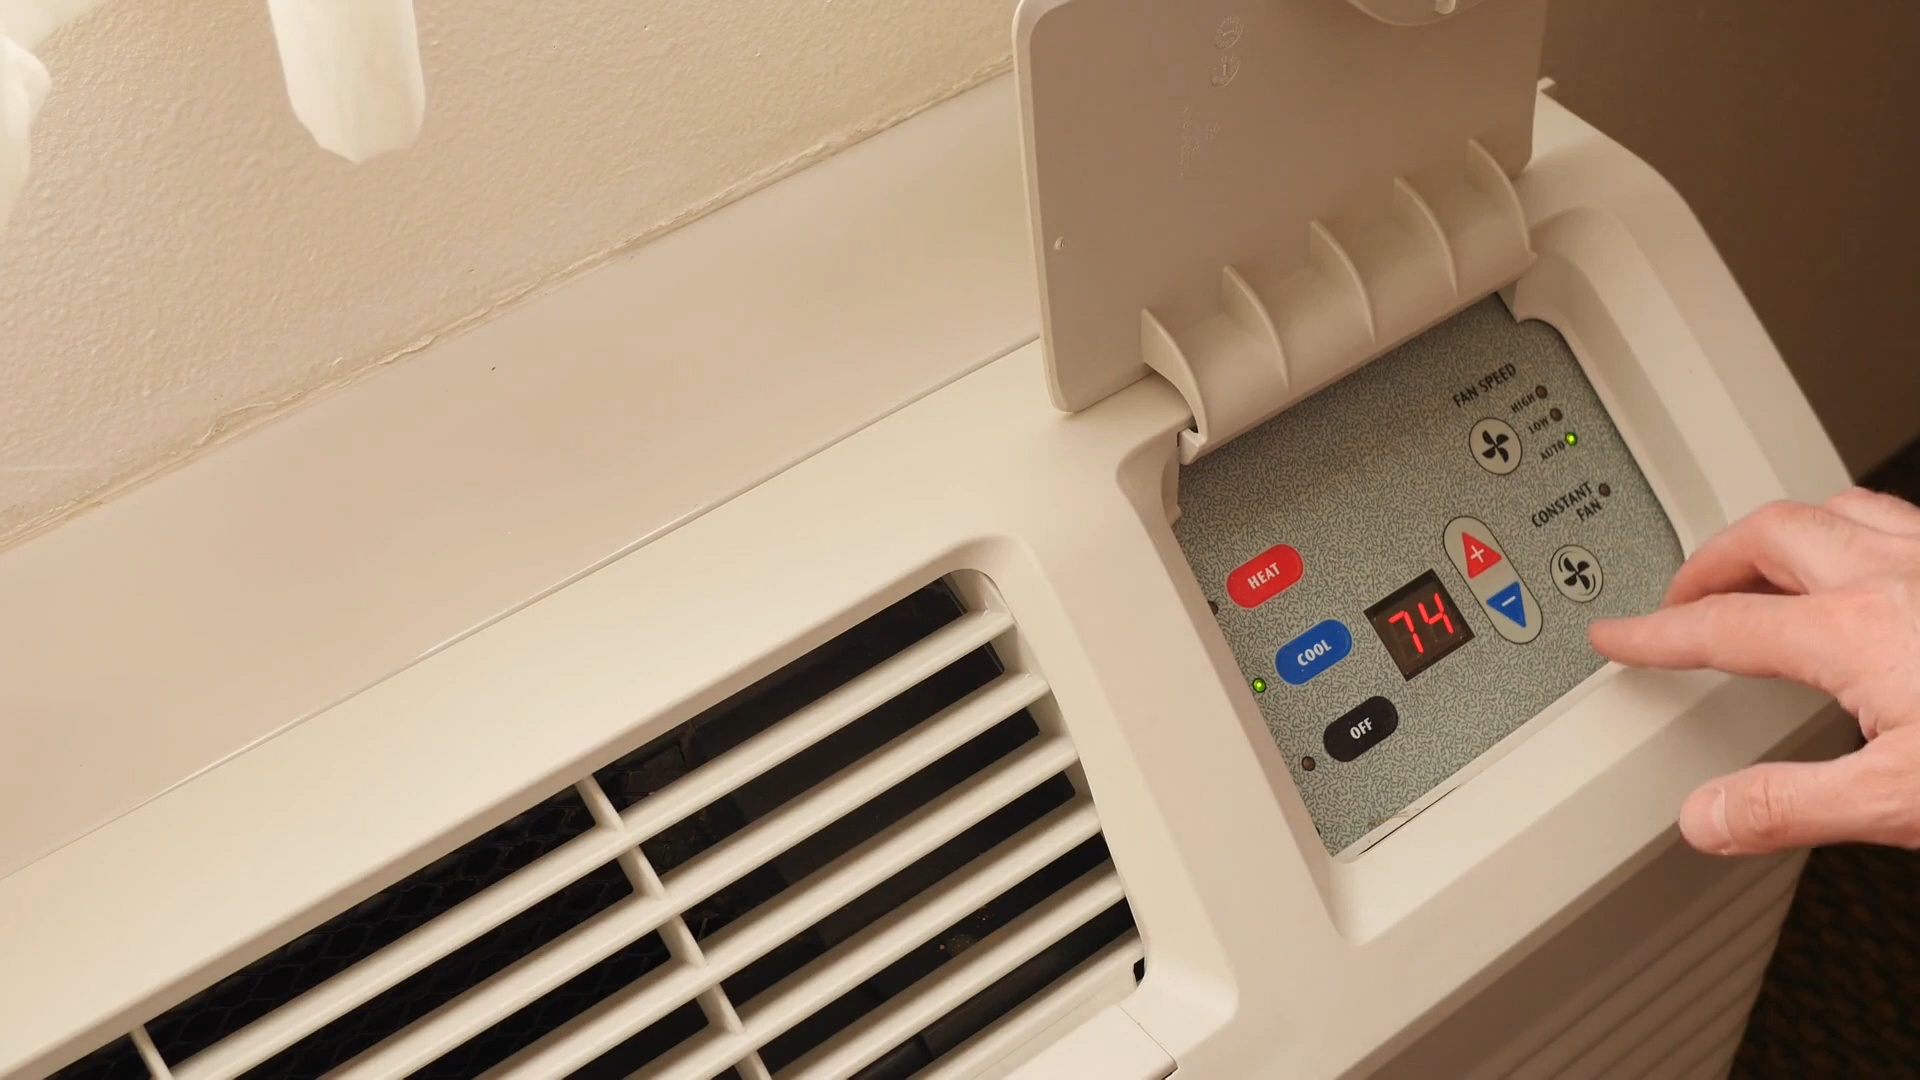 FAN SPEED
HIGH
LOW
AUTO
CONSTANT
FAN
HEAT
+
COOL
74
−
OFF